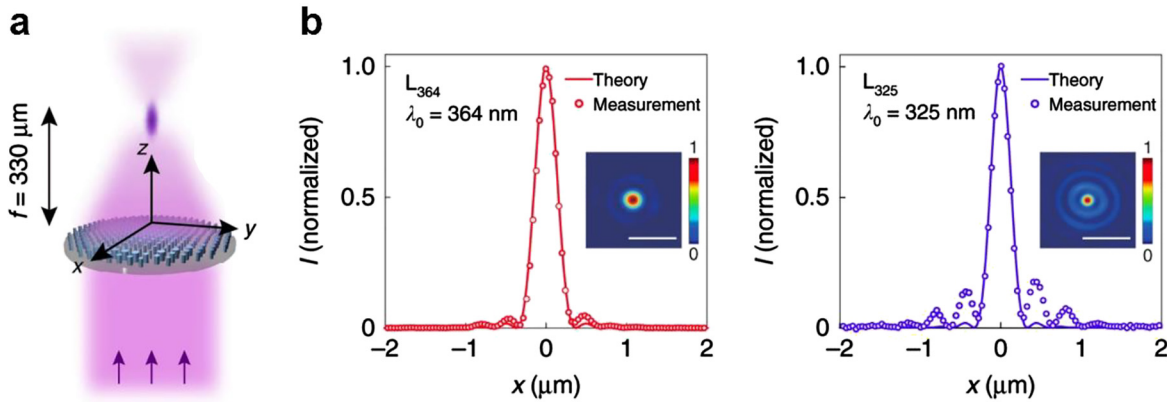 a
f = 330 μm
z
y
x
b
L364
λ0 = 364 nm
Theory
Measurement
1
0
1.0
0.5
0
I (normalized)
−2
−1
0
1
2
x (μm)
L325
λ0 = 325 nm
Theory
Measurement
1
0
1.0
0.5
0
I (normalized)
−2
−1
0
1
2
x (μm)